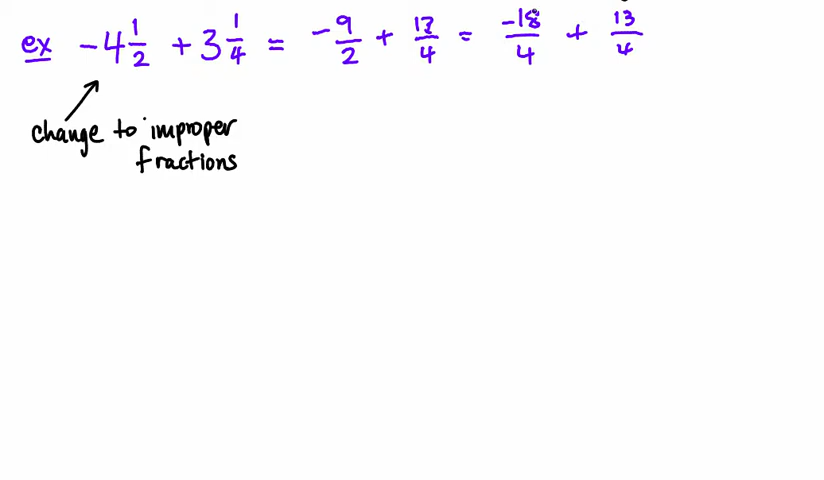 ex -4 1/2 + 3 1/4 = -9/2 + 13/4 = -18/4 + 13/4
change to improper
fractions